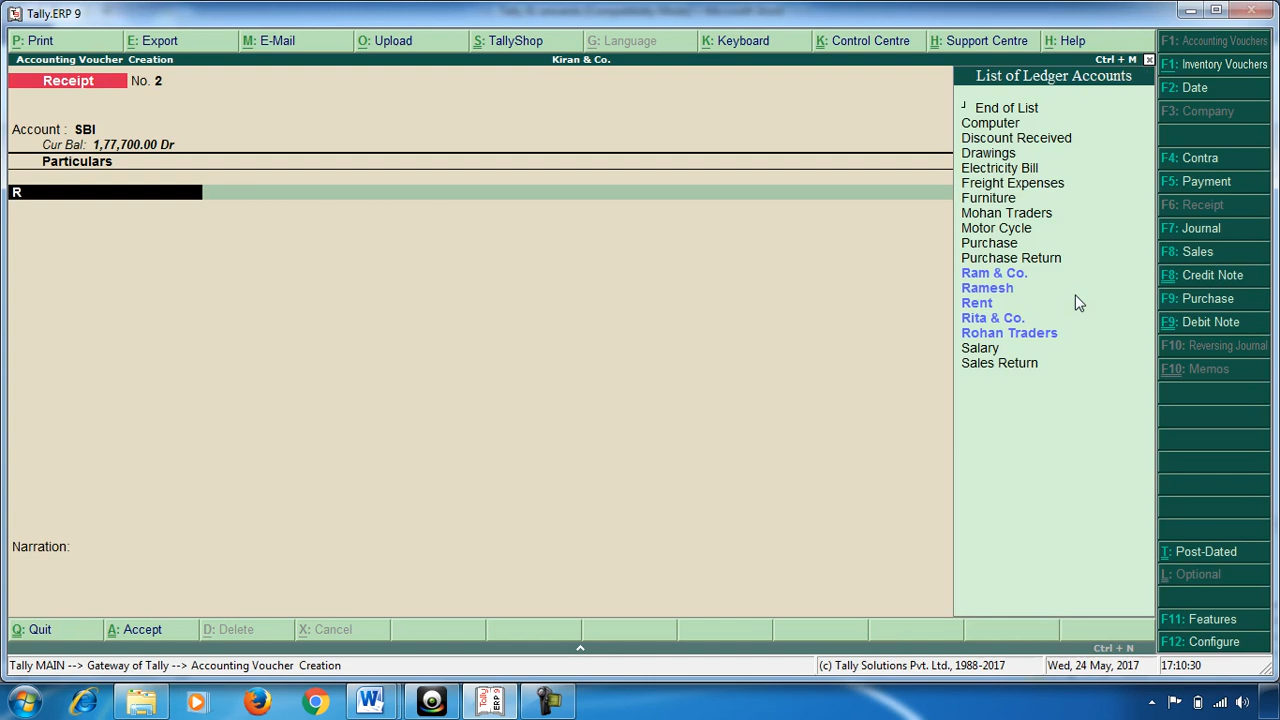 Tally.ERP 9
P: Print E: Export M: E-Mail O: Upload S: TallyShop G: Language K: Keyboard K: Control Centre H: Support Centre H: Help
Accounting Voucher Creation Kiran & Co. Ctrl + M
Receipt No. 2
Account : SBI
Cur Bal: 1,77,700.00 Dr
Particulars
R
Narration:
List of Ledger Accounts
End of List
Computer
Discount Received
Drawings
Electricity Bill
Freight Expenses
Furniture
Mohan Traders
Motor Cycle
Purchase
Purchase Return
Ram & Co.
Ramesh
Rent
Rita & Co.
Rohan Traders
Salary
Sales Return
F1: Accounting Vouchers
F1: Inventory Vouchers
F2: Date
F3: Company
F4: Contra
F5: Payment
F6: Receipt
F7: Journal
F8: Sales
F8: Credit Note
F9: Purchase
F9: Debit Note
F10: Reversing Journal
F10: Memos
T: Post-Dated
L: Optional
F11: Features
F12: Configure
Q: Quit A: Accept D: Delete X: Cancel
Ctrl + N
Tally MAIN --> Gateway of Tally --> Accounting Voucher Creation (c) Tally Solutions Pvt. Ltd., 1988-2017 Wed, 24 May, 2017 17:10:30